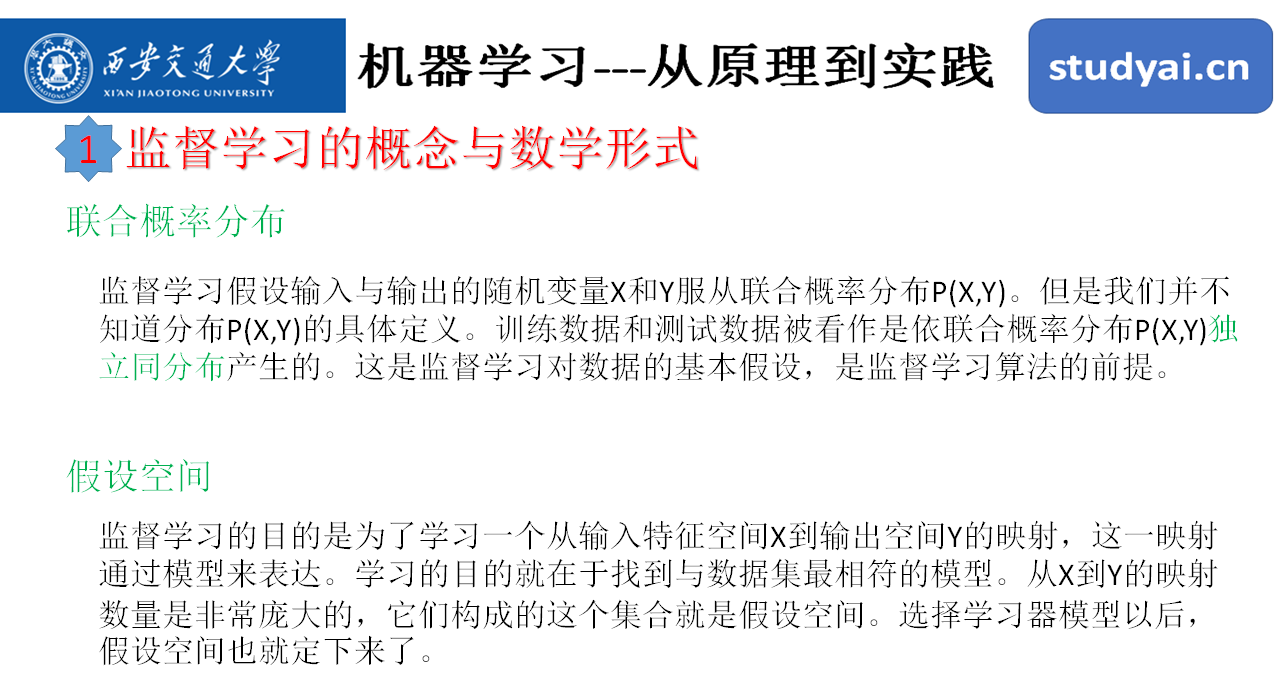 西安交通大学
XI'AN JIAOTONG UNIVERSITY
机器学习---从原理到实践
studyai.cn
1 监督学习的概念与数学形式
联合概率分布
监督学习假设输入与输出的随机变量X和Y服从联合概率分布P(X,Y)。但是我们并不
知道分布P(X,Y)的具体定义。训练数据和测试数据被看作是依联合概率分布P(X,Y)独
立同分布产生的。这是监督学习对数据的基本假设，是监督学习算法的前提。
假设空间
监督学习的目的是为了学习一个从输入特征空间X到输出空间Y的映射，这一映射
通过模型来表达。学习的目的就在于找到与数据集最相符的模型。从X到Y的映射
数量是非常庞大的，它们构成的这个集合就是假设空间。选择学习器模型以后，
假设空间也就定下来了。